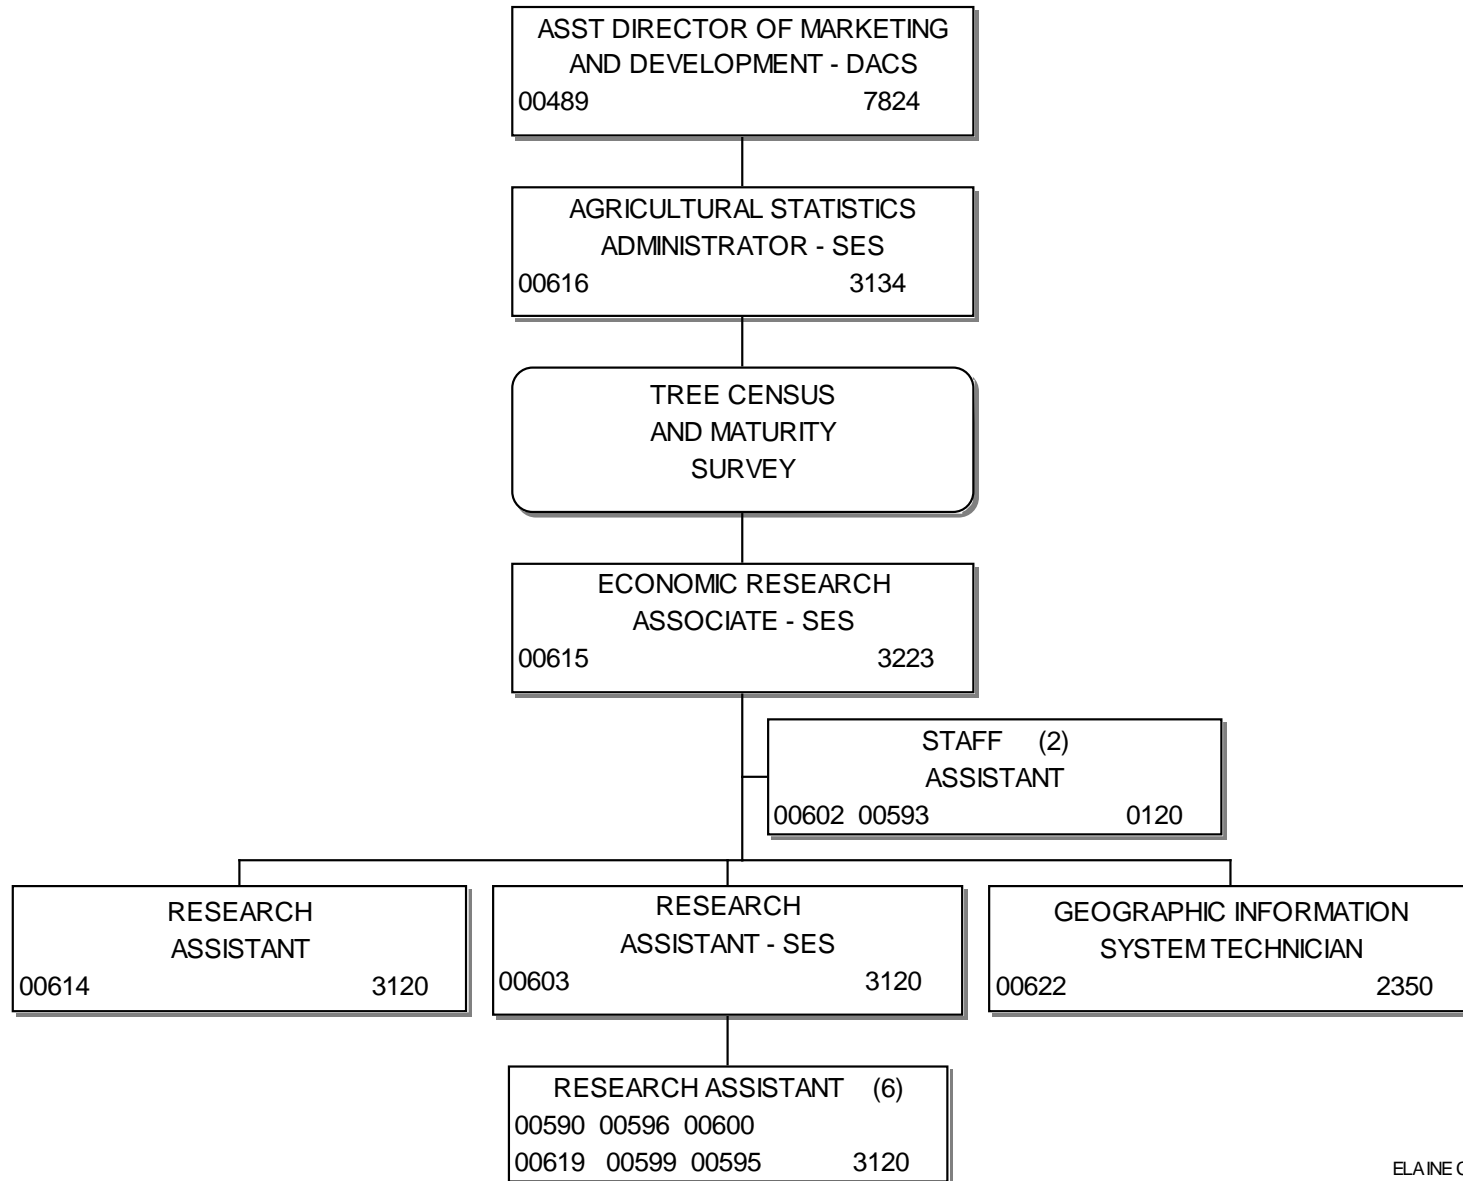 ASST DIRECTOR OF MARKETING
AND DEVELOPMENT - DACS
00489 7824
AGRICULTURAL STATISTICS
ADMINISTRATOR - SES
00616 3134
TREE CENSUS
AND MATURITY
SURVEY
ECONOMIC RESEARCH
ASSOCIATE - SES
00615 3223
STAFF (2)
ASSISTANT
00602 00593 0120
RESEARCH
ASSISTANT
00614 3120
RESEARCH
ASSISTANT - SES
00603 3120
GEOGRAPHIC INFORMATION
SYSTEM TECHNICIAN
00622 2350
RESEARCH ASSISTANT (6)
00590 00596 00600
00619 00599 00595 3120
ELAINE